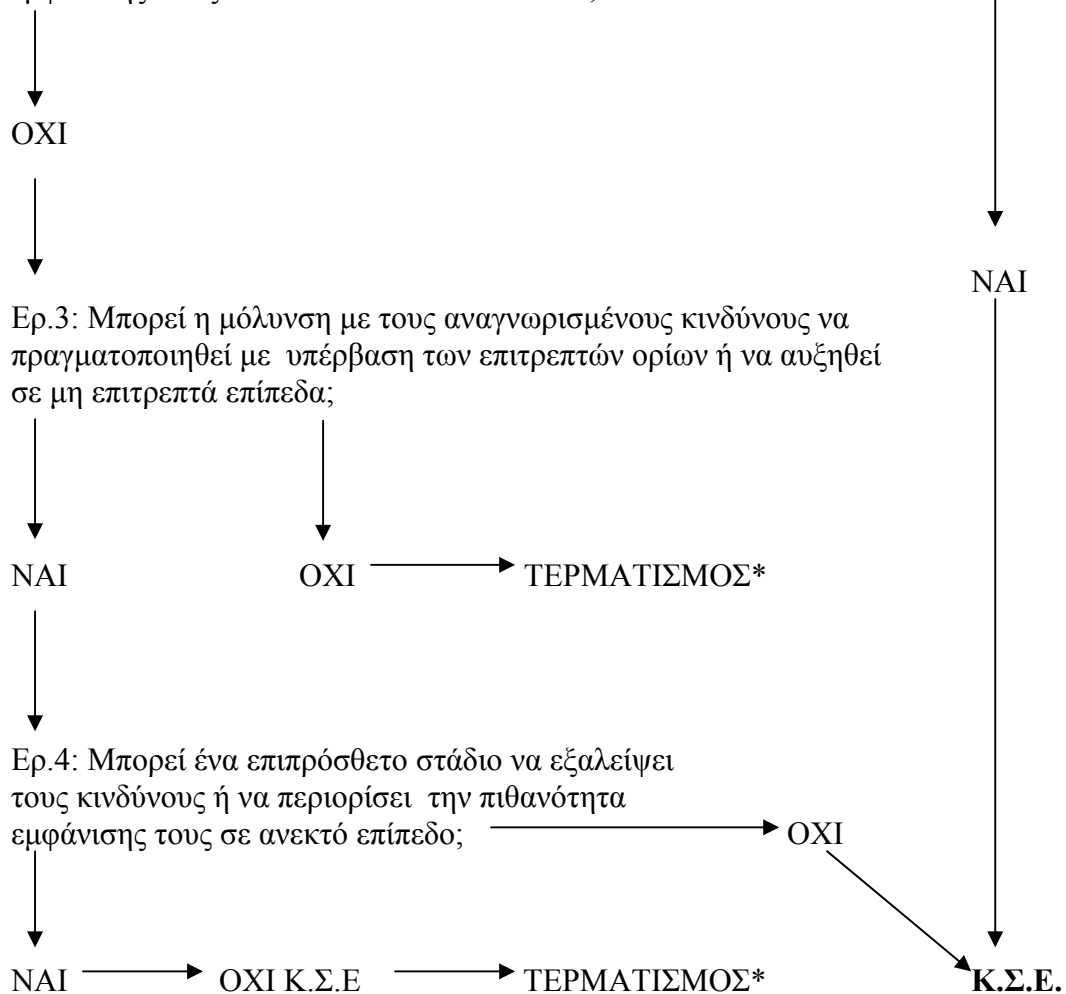 ΟΧΙ
ΝΑΙ
Ερ.3: Μπορεί η μόλυνση με τους αναγνωρισμένους κινδύνους να
πραγματοποιηθεί με υπέρβαση των επιτρεπτών ορίων ή να αυξηθεί
σε μη επιτρεπτά επίπεδα;
ΝΑΙ ΟΧΙ ΤΕΡΜΑΤΙΣΜΟΣ*
Ερ.4: Μπορεί ένα επιπρόσθετο στάδιο να εξαλείψει
τους κινδύνους ή να περιορίσει την πιθανότητα
εμφάνισης τους σε ανεκτό επίπεδο; ΟΧΙ
ΝΑΙ ΟΧΙ Κ.Σ.Ε ΤΕΡΜΑΤΙΣΜΟΣ* Κ.Σ.Ε.